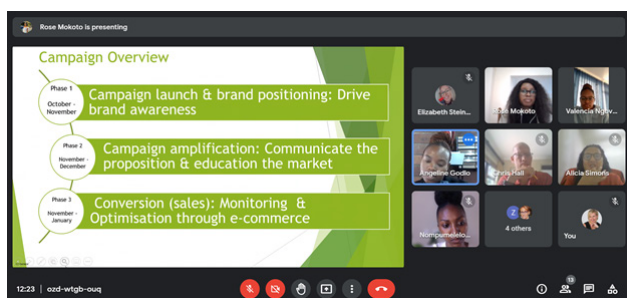 Rose Mokoto is presenting
Campaign Overview
Phase 1
October -
November
Campaign launch & brand positioning: Drive
brand awareness
Phase 2
November -
December
Campaign amplification: Communicate the
proposition & education the market
Phase 3
November -
January
Conversion (sales): Monitoring &
Optimisation through e-commerce
Elizabeth Stein...
Rose Mokoto
Valencia
Angeline Godlo
Chris Hall
Alicia Simons
Nompumelelo...
Z
4 others
You
12:23 | ozd-wtgb-ouq
13